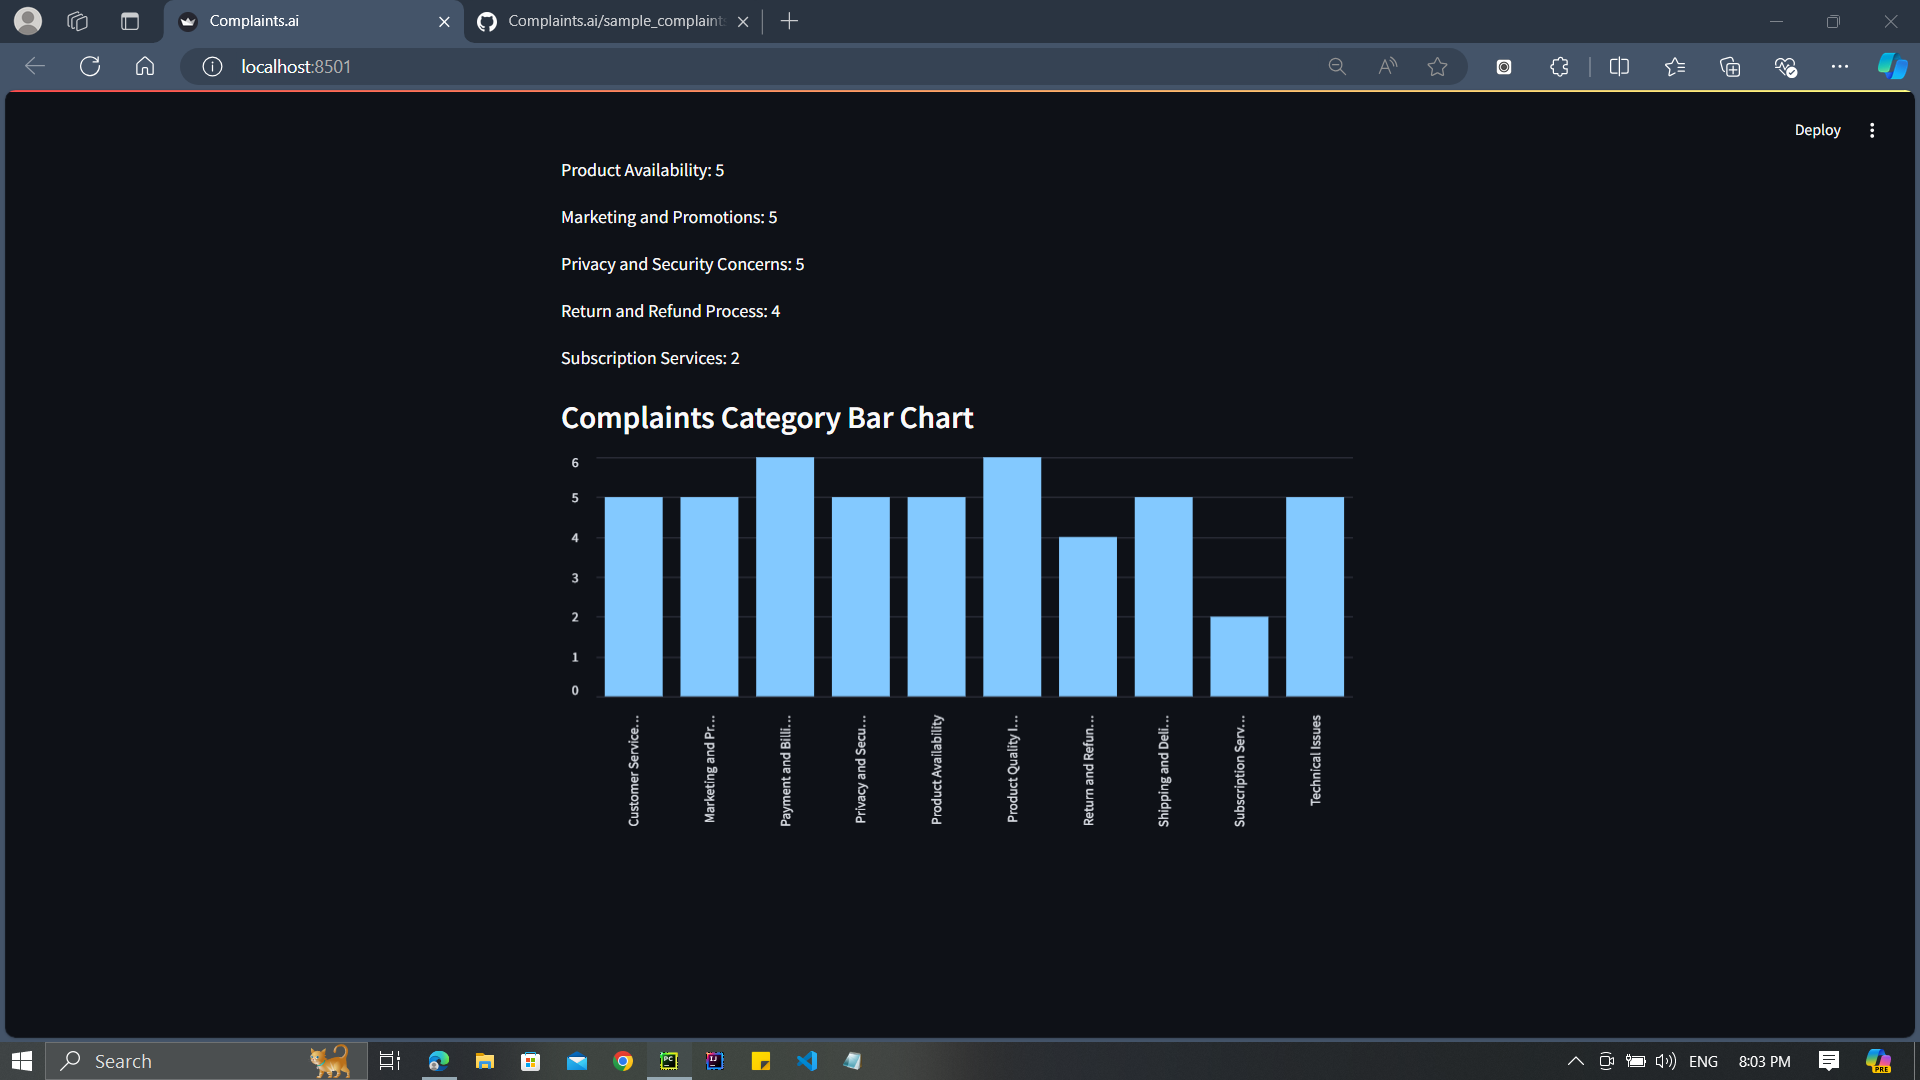 Complaints.ai
Complaints.ai/sample_complaint
localhost:8501
Deploy
Product Availability: 5
Marketing and Promotions: 5
Privacy and Security Concerns: 5
Return and Refund Process: 4
Subscription Services: 2
Complaints Category Bar Chart
6
5
4
3
2
1
0
Customer Service...
Marketing and Pr...
Payment and Billi...
Privacy and Secu...
Product Availability
Product Quality I...
Return and Refun...
Shipping and Deli...
Subscription Serv...
Technical Issues
Search
ENG
8:03 PM
PRE